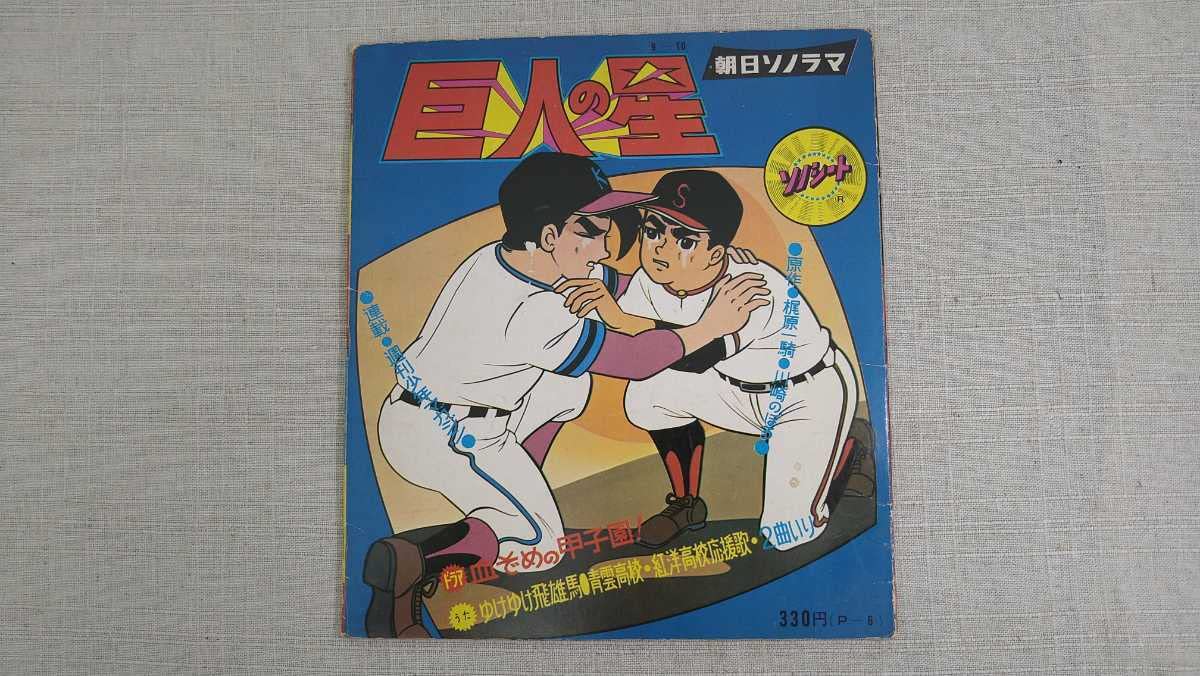 9－10
朝日ソノラマ
巨人の星
ソノシート
®
K
S
●原作●梶原一騎●川崎のぼる●
●連載●週刊少年マガジン●
ドラマ 血ぞめの甲子園!
うた ゆけゆけ飛雄馬●青雲高校・紅洋高校応援歌・2曲いり
330円(P－6)